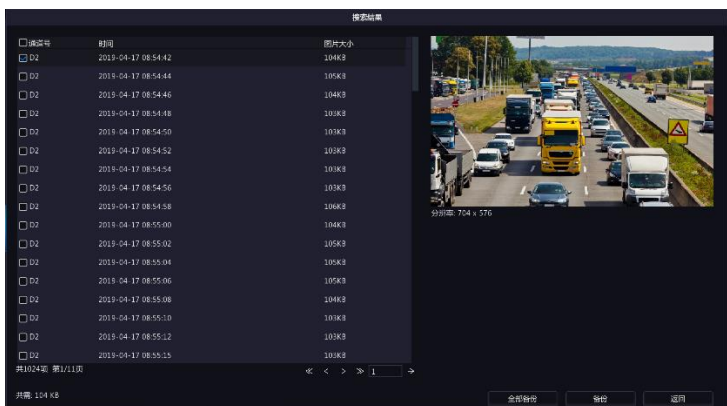 搜索结果
通道号 时间 图片大小
D2 2019-04-17 08:54:42 104KB
D2 2019-04-17 08:54:44 105KB
D2 2019-04-17 08:54:46 104KB
D2 2019-04-17 08:54:48 103KB
D2 2019-04-17 08:54:50 103KB
D2 2019-04-17 08:54:52 103KB
D2 2019-04-17 08:54:54 103KB
D2 2019-04-17 08:54:56 103KB
D2 2019-04-17 08:54:58 106KB
D2 2019-04-17 08:55:00 104KB
D2 2019-04-17 08:55:02 105KB
D2 2019-04-17 08:55:04 105KB
D2 2019-04-17 08:55:06 105KB
D2 2019-04-17 08:55:08 104KB
D2 2019-04-17 08:55:10 103KB
D2 2019-04-17 08:55:12 103KB
D2 2019-04-17 08:55:15 103KB
分辨率: 704 x 576
共1024项 第1/11页
1
共需: 104 KB
全部备份 备份 返回